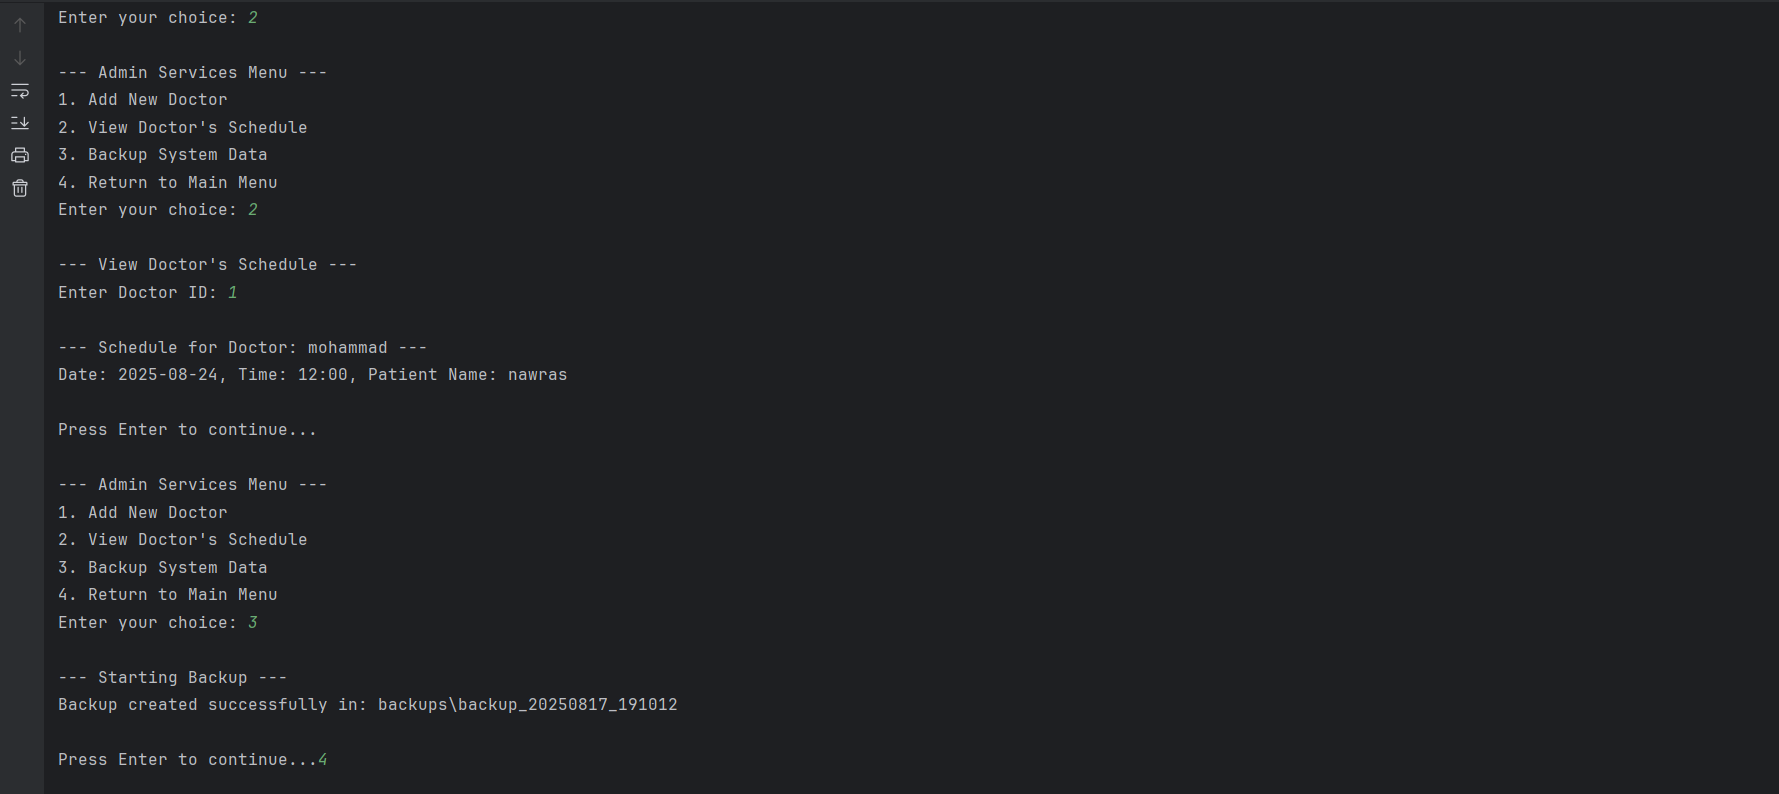 Enter your choice: 2
--- Admin Services Menu ---
1. Add New Doctor
2. View Doctor's Schedule
3. Backup System Data
4. Return to Main Menu
Enter your choice: 2
--- View Doctor's Schedule ---
Enter Doctor ID: 1
--- Schedule for Doctor: mohammad ---
Date: 2025-08-24, Time: 12:00, Patient Name: nawras
Press Enter to continue...
--- Admin Services Menu ---
1. Add New Doctor
2. View Doctor's Schedule
3. Backup System Data
4. Return to Main Menu
Enter your choice: 3
--- Starting Backup ---
Backup created successfully in: backups\backup_20250817_191012
Press Enter to continue...4